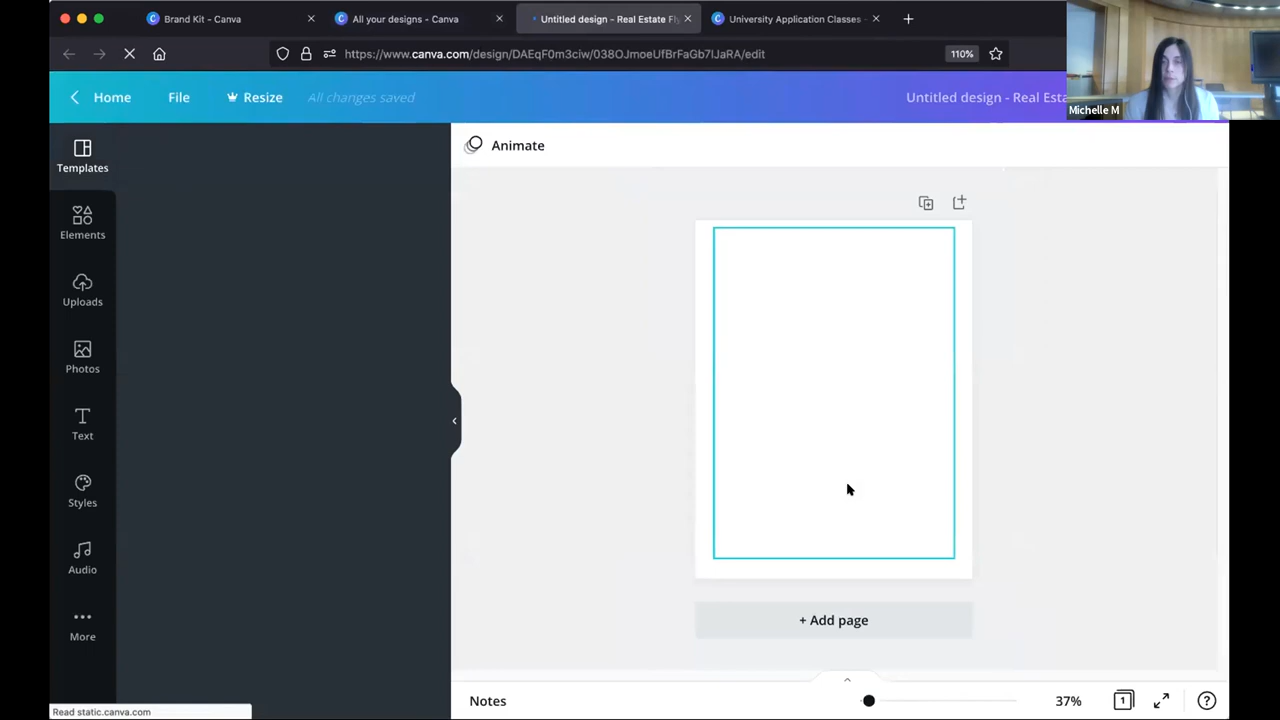 Brand Kit - Canva
All your designs - Canva
Untitled design - Real Estate Fly
University Application Classes -
https://www.canva.com/design/DAEqF0m3ciw/038OJmoeUfBrFaGb7IJaRA/edit
110%
Michelle M
Home
File
Resize
All changes saved
Untitled design - Real Esta
Templates
Animate
Elements
Uploads
Photos
Text
Styles
Audio
More
+ Add page
Notes
37%
1
?
Read static.canva.com